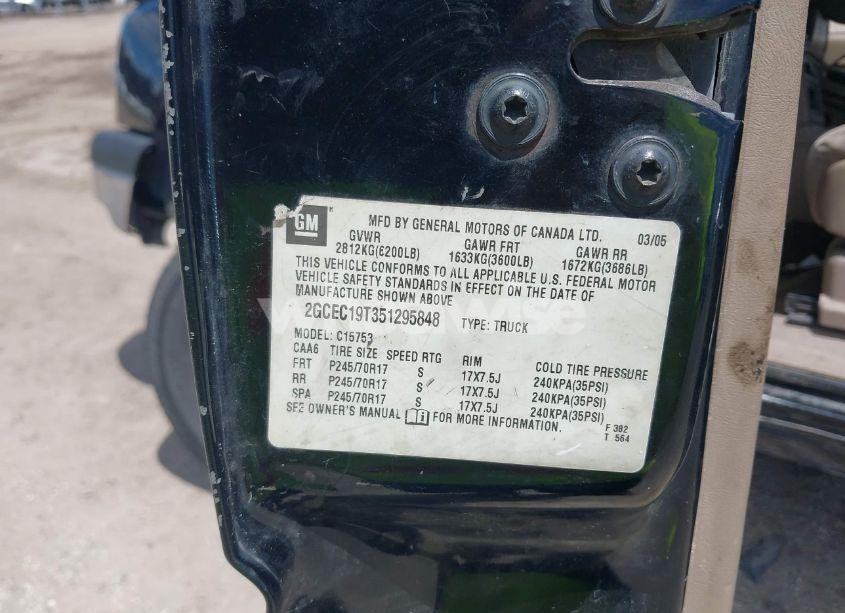 GM
MFD BY GENERAL MOTORS OF CANADA LTD. 03/05
GVWR GAWR FRT GAWR RR
2812KG(6200LB) 1633KG(3600LB) 1672KG(3686LB)
THIS VEHICLE CONFORMS TO ALL APPLICABLE U.S. FEDERAL MOTOR
VEHICLE SAFETY STANDARDS IN EFFECT ON THE DATE OF
MANUFACTURE SHOWN ABOVE
2GCEC19T351295848 TYPE: TRUCK
MODEL: C15753
CAA6 TIRE SIZE SPEED RTG RIM COLD TIRE PRESSURE
FRT P245/70R17 S 17X7.5J 240KPA(35PSI)
RR P245/70R17 S 17X7.5J 240KPA(35PSI)
SPA P245/70R17 S 17X7.5J 240KPA(35PSI)
SEE OWNER'S MANUAL FOR MORE INFORMATION.
F 382
T 564